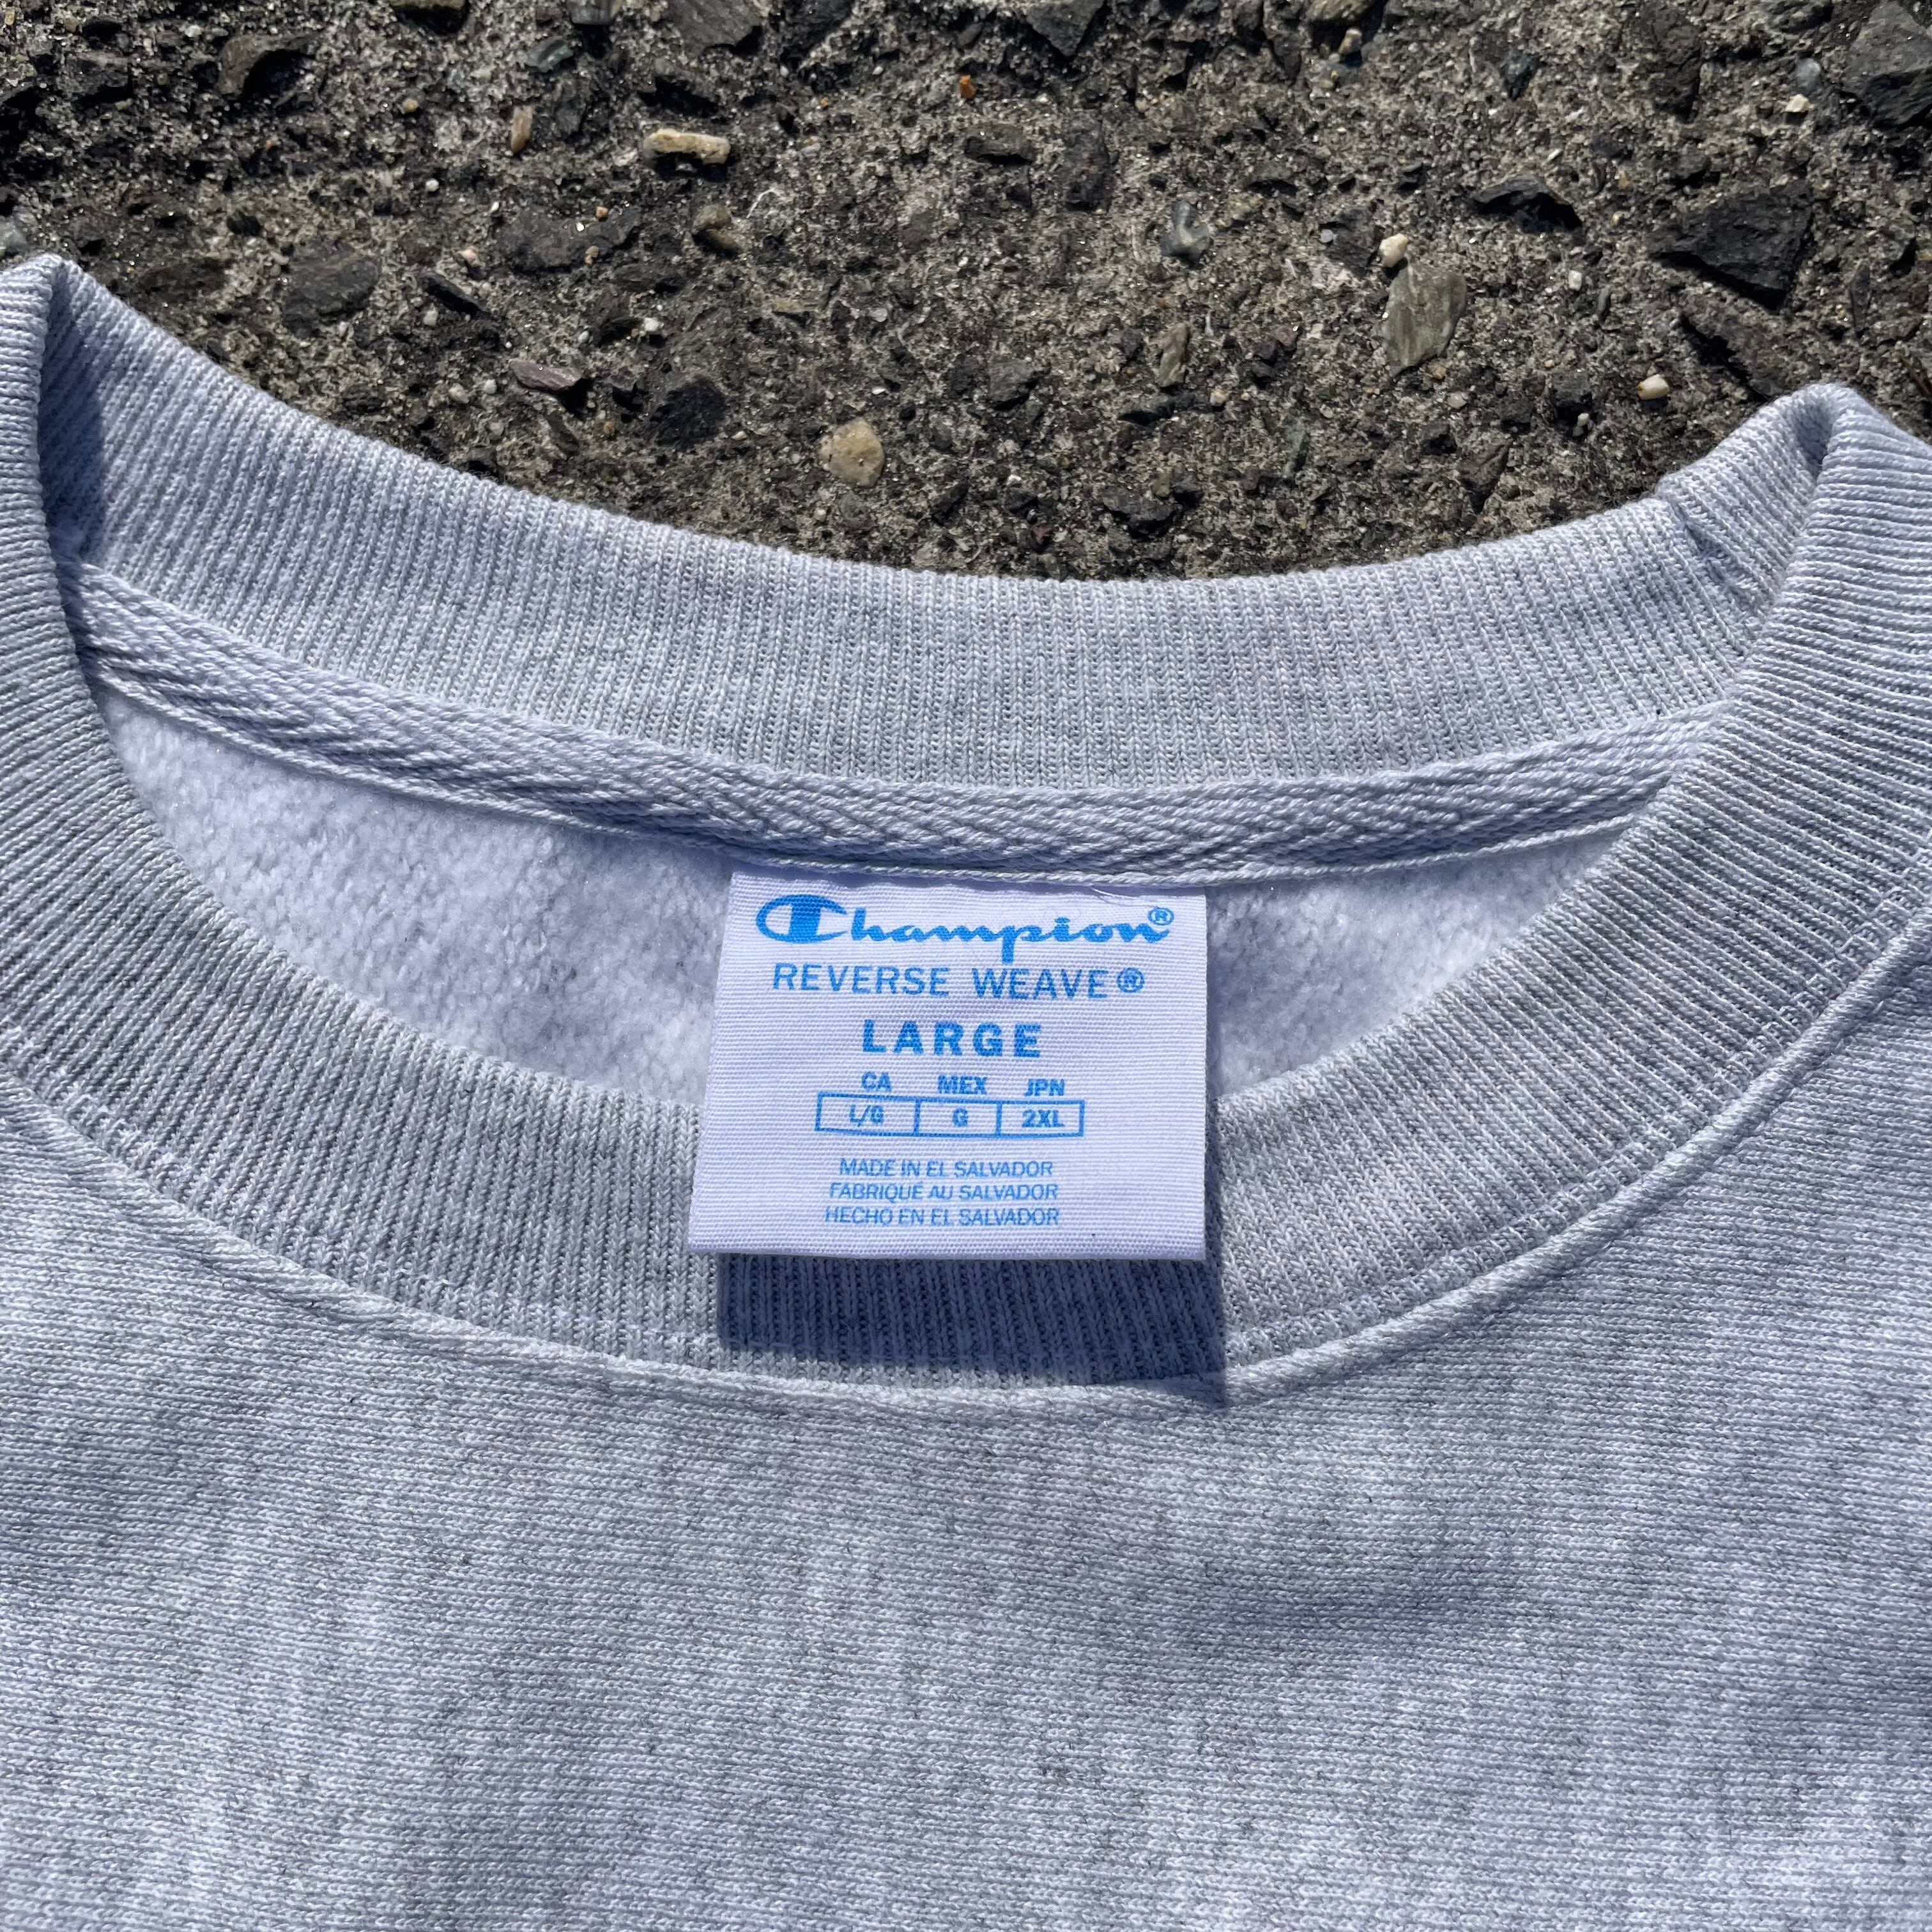 Champion®
REVERSE WEAVE®
LARGE
CA MEX JPN
L/G G 2XL
MADE IN EL SALVADOR
FABRIQUÉ AU SALVADOR
HECHO EN EL SALVADOR